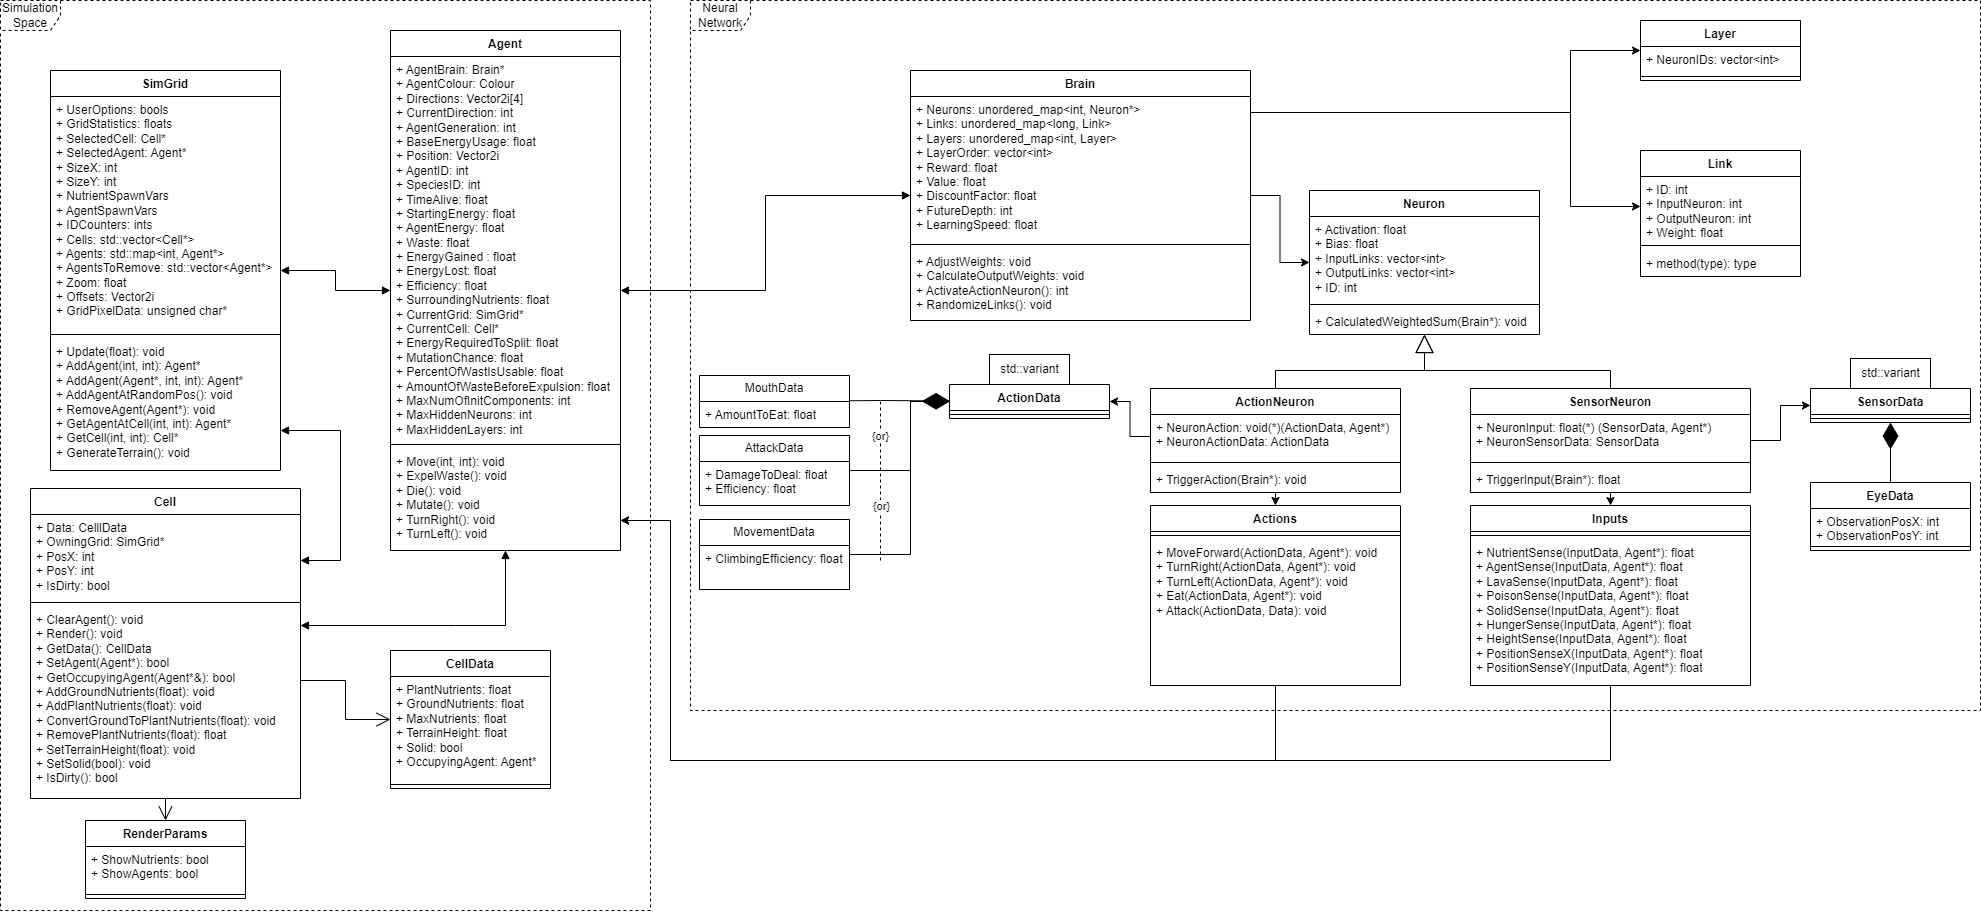 Simulation
Space
SimGrid
+ UserOptions: bools
+ GridStatistics: floats
+ SelectedCell: Cell*
+ SelectedAgent: Agent*
+ SizeX: int
+ SizeY: int
+ NutrientSpawnVars
+ AgentSpawnVars
+ IDCounters: ints
+ Cells: std::vector<Cell*>
+ Agents: std::map<int, Agent*>
+ AgentsToRemove: std::vector<Agent*>
+ Zoom: float
+ Offsets: Vector2i
+ GridPixelData: unsigned char*
+ Update(float): void
+ AddAgent(int, int): Agent*
+ AddAgent(Agent*, int, int): Agent*
+ AddAgentAtRandomPos(): void
+ RemoveAgent(Agent*): void
+ GetAgentAtCell(int, int): Agent*
+ GetCell(int, int): Cell*
+ GenerateTerrain(): void
Cell
+ Data: CelllData
+ OwningGrid: SimGrid*
+ PosX: int
+ PosY: int
+ IsDirty: bool
+ ClearAgent(): void
+ Render(): void
+ GetData(): CellData
+ SetAgent(Agent*): bool
+ GetOccupyingAgent(Agent*&): bool
+ AddGroundNutrients(float): void
+ AddPlantNutrients(float): void
+ ConvertGroundToPlantNutrients(float): void
+ RemovePlantNutrients(float): float
+ SetTerrainHeight(float): void
+ SetSolid(bool): void
+ IsDirty(): bool
RenderParams
+ ShowNutrients: bool
+ ShowAgents: bool
Agent
+ AgentBrain: Brain*
+ AgentColour: Colour
+ Directions: Vector2i[4]
+ CurrentDirection: int
+ AgentGeneration: int
+ BaseEnergyUsage: float
+ Position: Vector2i
+ AgentID: int
+ SpeciesID: int
+ TimeAlive: float
+ StartingEnergy: float
+ AgentEnergy: float
+ Waste: float
+ EnergyGained : float
+ EnergyLost: float
+ Efficiency: float
+ SurroundingNutrients: float
+ CurrentGrid: SimGrid*
+ CurrentCell: Cell*
+ EnergyRequiredToSplit: float
+ MutationChance: float
+ PercentOfWastIsUsable: float
+ AmountOfWasteBeforeExpulsion: float
+ MaxNumOfInitComponents: int
+ MaxHiddenNeurons: int
+ MaxHiddenLayers: int
+ Move(int, int): void
+ ExpelWaste(): void
+ Die(): void
+ Mutate(): void
+ TurnRight(): void
+ TurnLeft(): void
CellData
+ PlantNutrients: float
+ GroundNutrients: float
+ MaxNutrients: float
+ TerrainHeight: float
+ Solid: bool
+ OccupyingAgent: Agent*
Neural
Network
Brain
+ Neurons: unordered_map<int, Neuron*>
+ Links: unordered_map<long, Link>
+ Layers: unordered_map<int, Layer>
+ LayerOrder: vector<int>
+ Reward: float
+ Value: float
+ DiscountFactor: float
+ FutureDepth: int
+ LearningSpeed: float
+ AdjustWeights: void
+ CalculateOutputWeights: void
+ ActivateActionNeuron(): int
+ RandomizeLinks(): void
Layer
+ NeuronIDs: vector<int>
Link
+ ID: int
+ InputNeuron: int
+ OutputNeuron: int
+ Weight: float
+ method(type): type
Neuron
+ Activation: float
+ Bias: float
+ InputLinks: vector<int>
+ OutputLinks: vector<int>
+ ID: int
+ CalculatedWeightedSum(Brain*): void
MouthData
+ AmountToEat: float
AttackData
+ DamageToDeal: float
+ Efficiency: float
MovementData
+ ClimbingEfficiency: float
{or}
{or}
std::variant
ActionData
ActionNeuron
+ NeuronAction: void(*)(ActionData, Agent*)
+ NeuronActionData: ActionData
+ TriggerAction(Brain*): void
Actions
+ MoveForward(ActionData, Agent*): void
+ TurnRight(ActionData, Agent*): void
+ TurnLeft(ActionData, Agent*): void
+ Eat(ActionData, Agent*): void
+ Attack(ActionData, Data): void
SensorNeuron
+ NeuronInput: float(*) (SensorData, Agent*)
+ NeuronSensorData: SensorData
+ TriggerInput(Brain*): float
Inputs
+ NutrientSense(InputData, Agent*): float
+ AgentSense(InputData, Agent*): float
+ LavaSense(InputData, Agent*): float
+ PoisonSense(InputData, Agent*): float
+ SolidSense(InputData, Agent*): float
+ HungerSense(InputData, Agent*): float
+ HeightSense(InputData, Agent*): float
+ PositionSenseX(InputData, Agent*): float
+ PositionSenseY(InputData, Agent*): float
std::variant
SensorData
EyeData
+ ObservationPosX: int
+ ObservationPosY: int